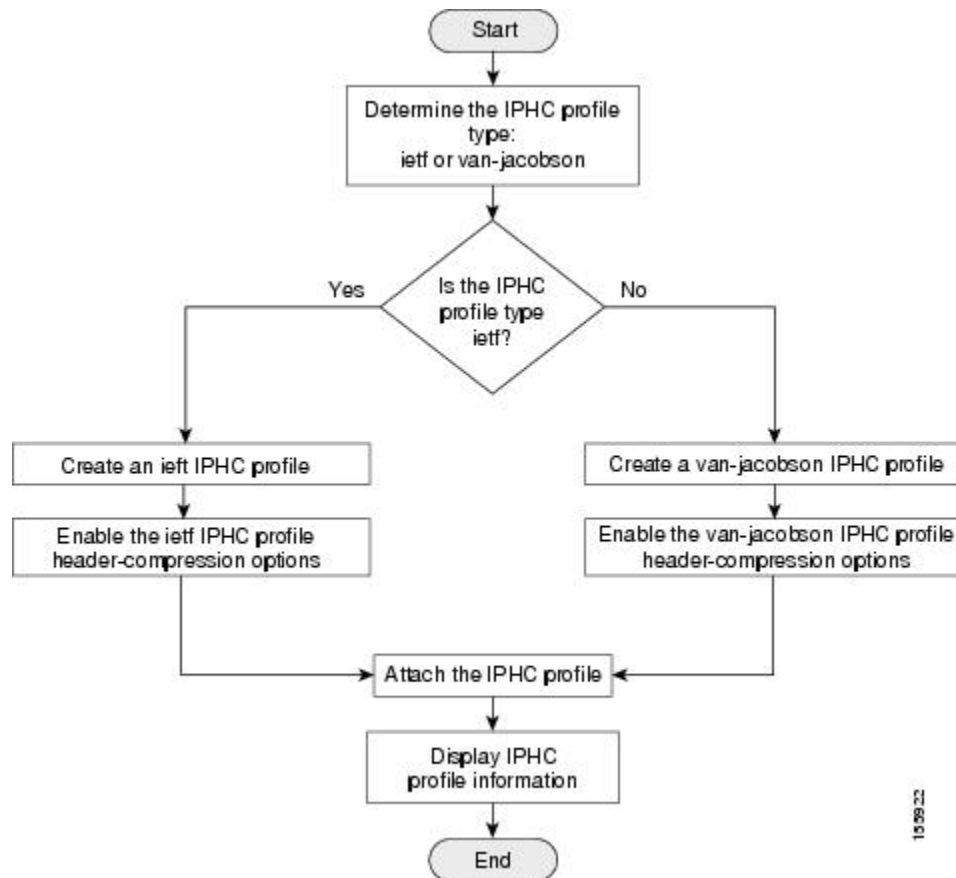 Start
Determine the IPHC profile
type:
ietf or van-jacobson
Is the IPHC
profile type
ietf?
Yes
No
Create an ieft IPHC profile
Create a van-jacobson IPHC profile
Enable the ietf IPHC profile
header-compression options
Enable the van-jacobson IPHC profile
header-compression options
Attach the IPHC profile
Display IPHC
profile information
End